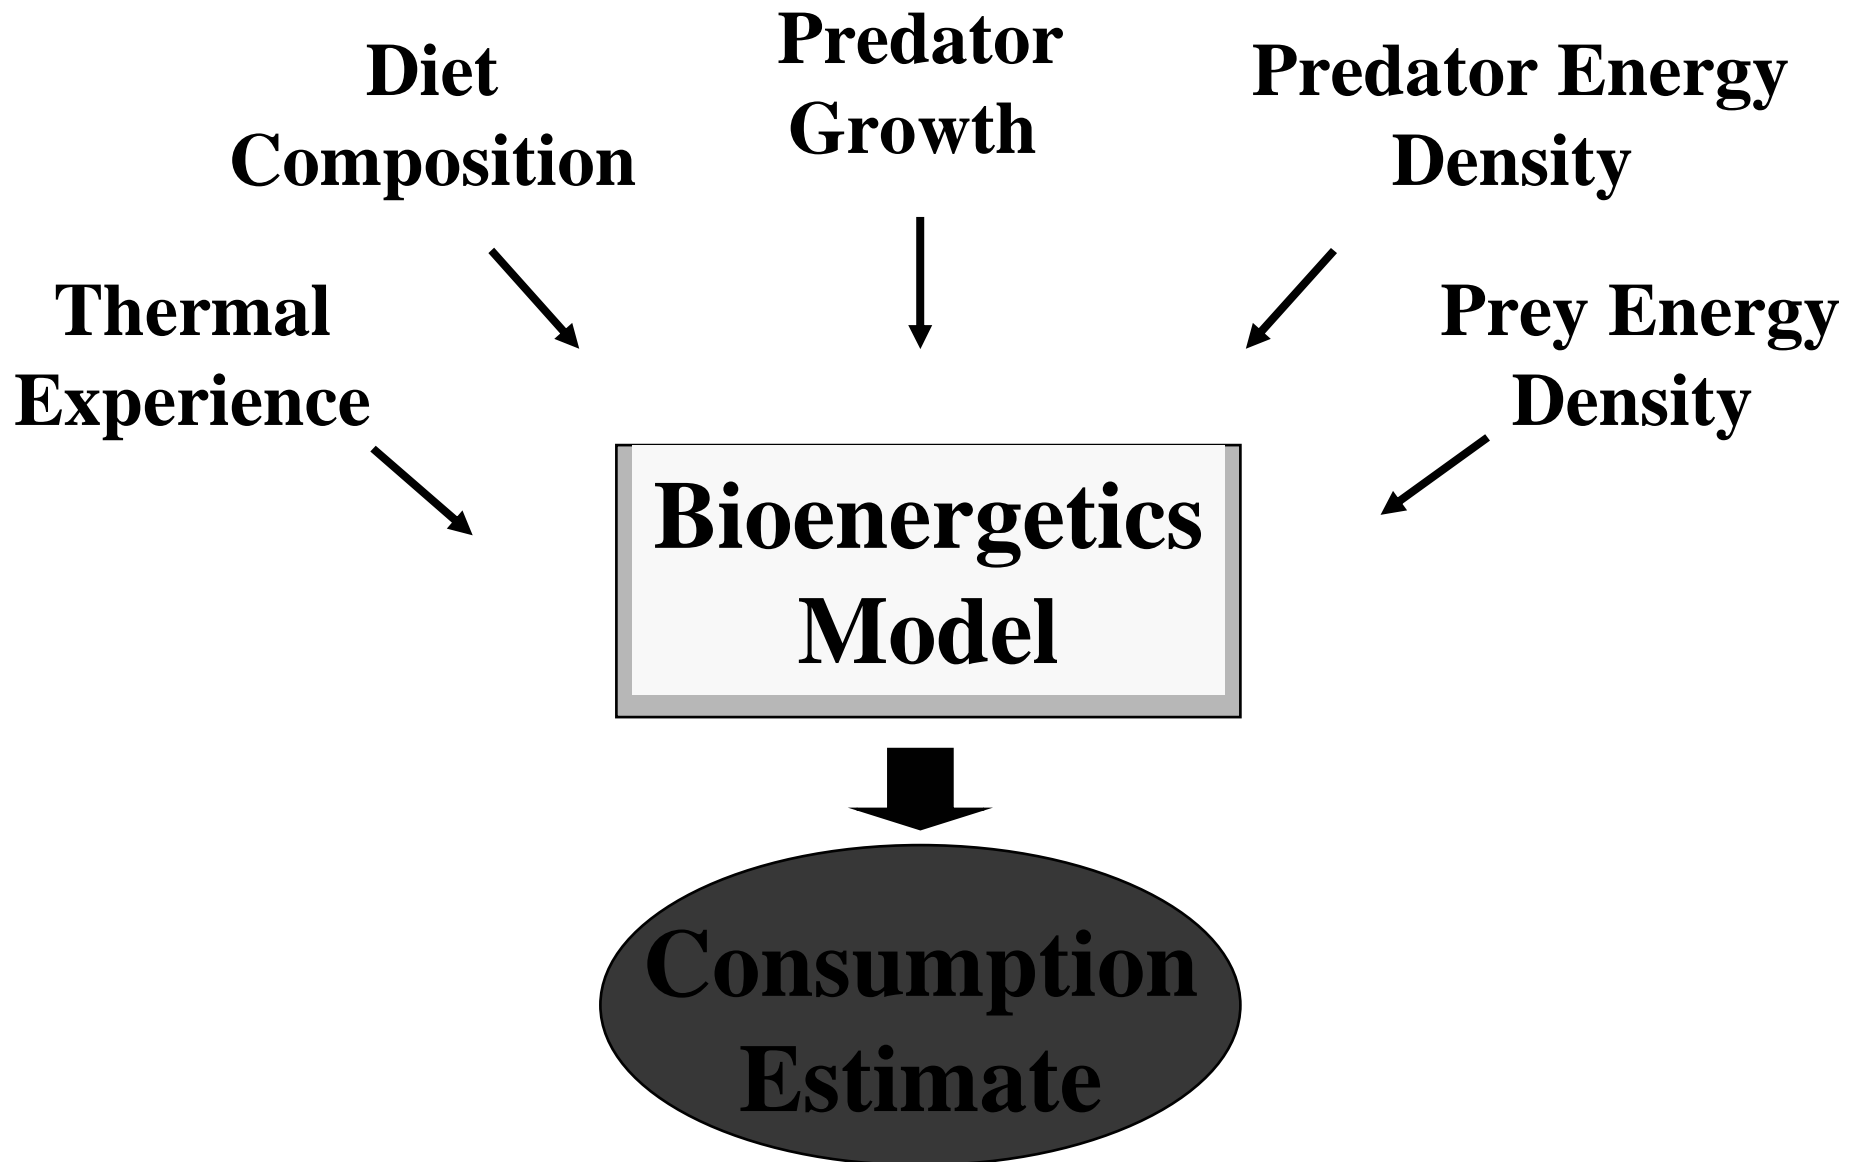 Diet
Composition
Predator
Growth
Predator Energy
Density
Thermal
Experience
Prey Energy
Density
Bioenergetics
Model
Consumption
Estimate